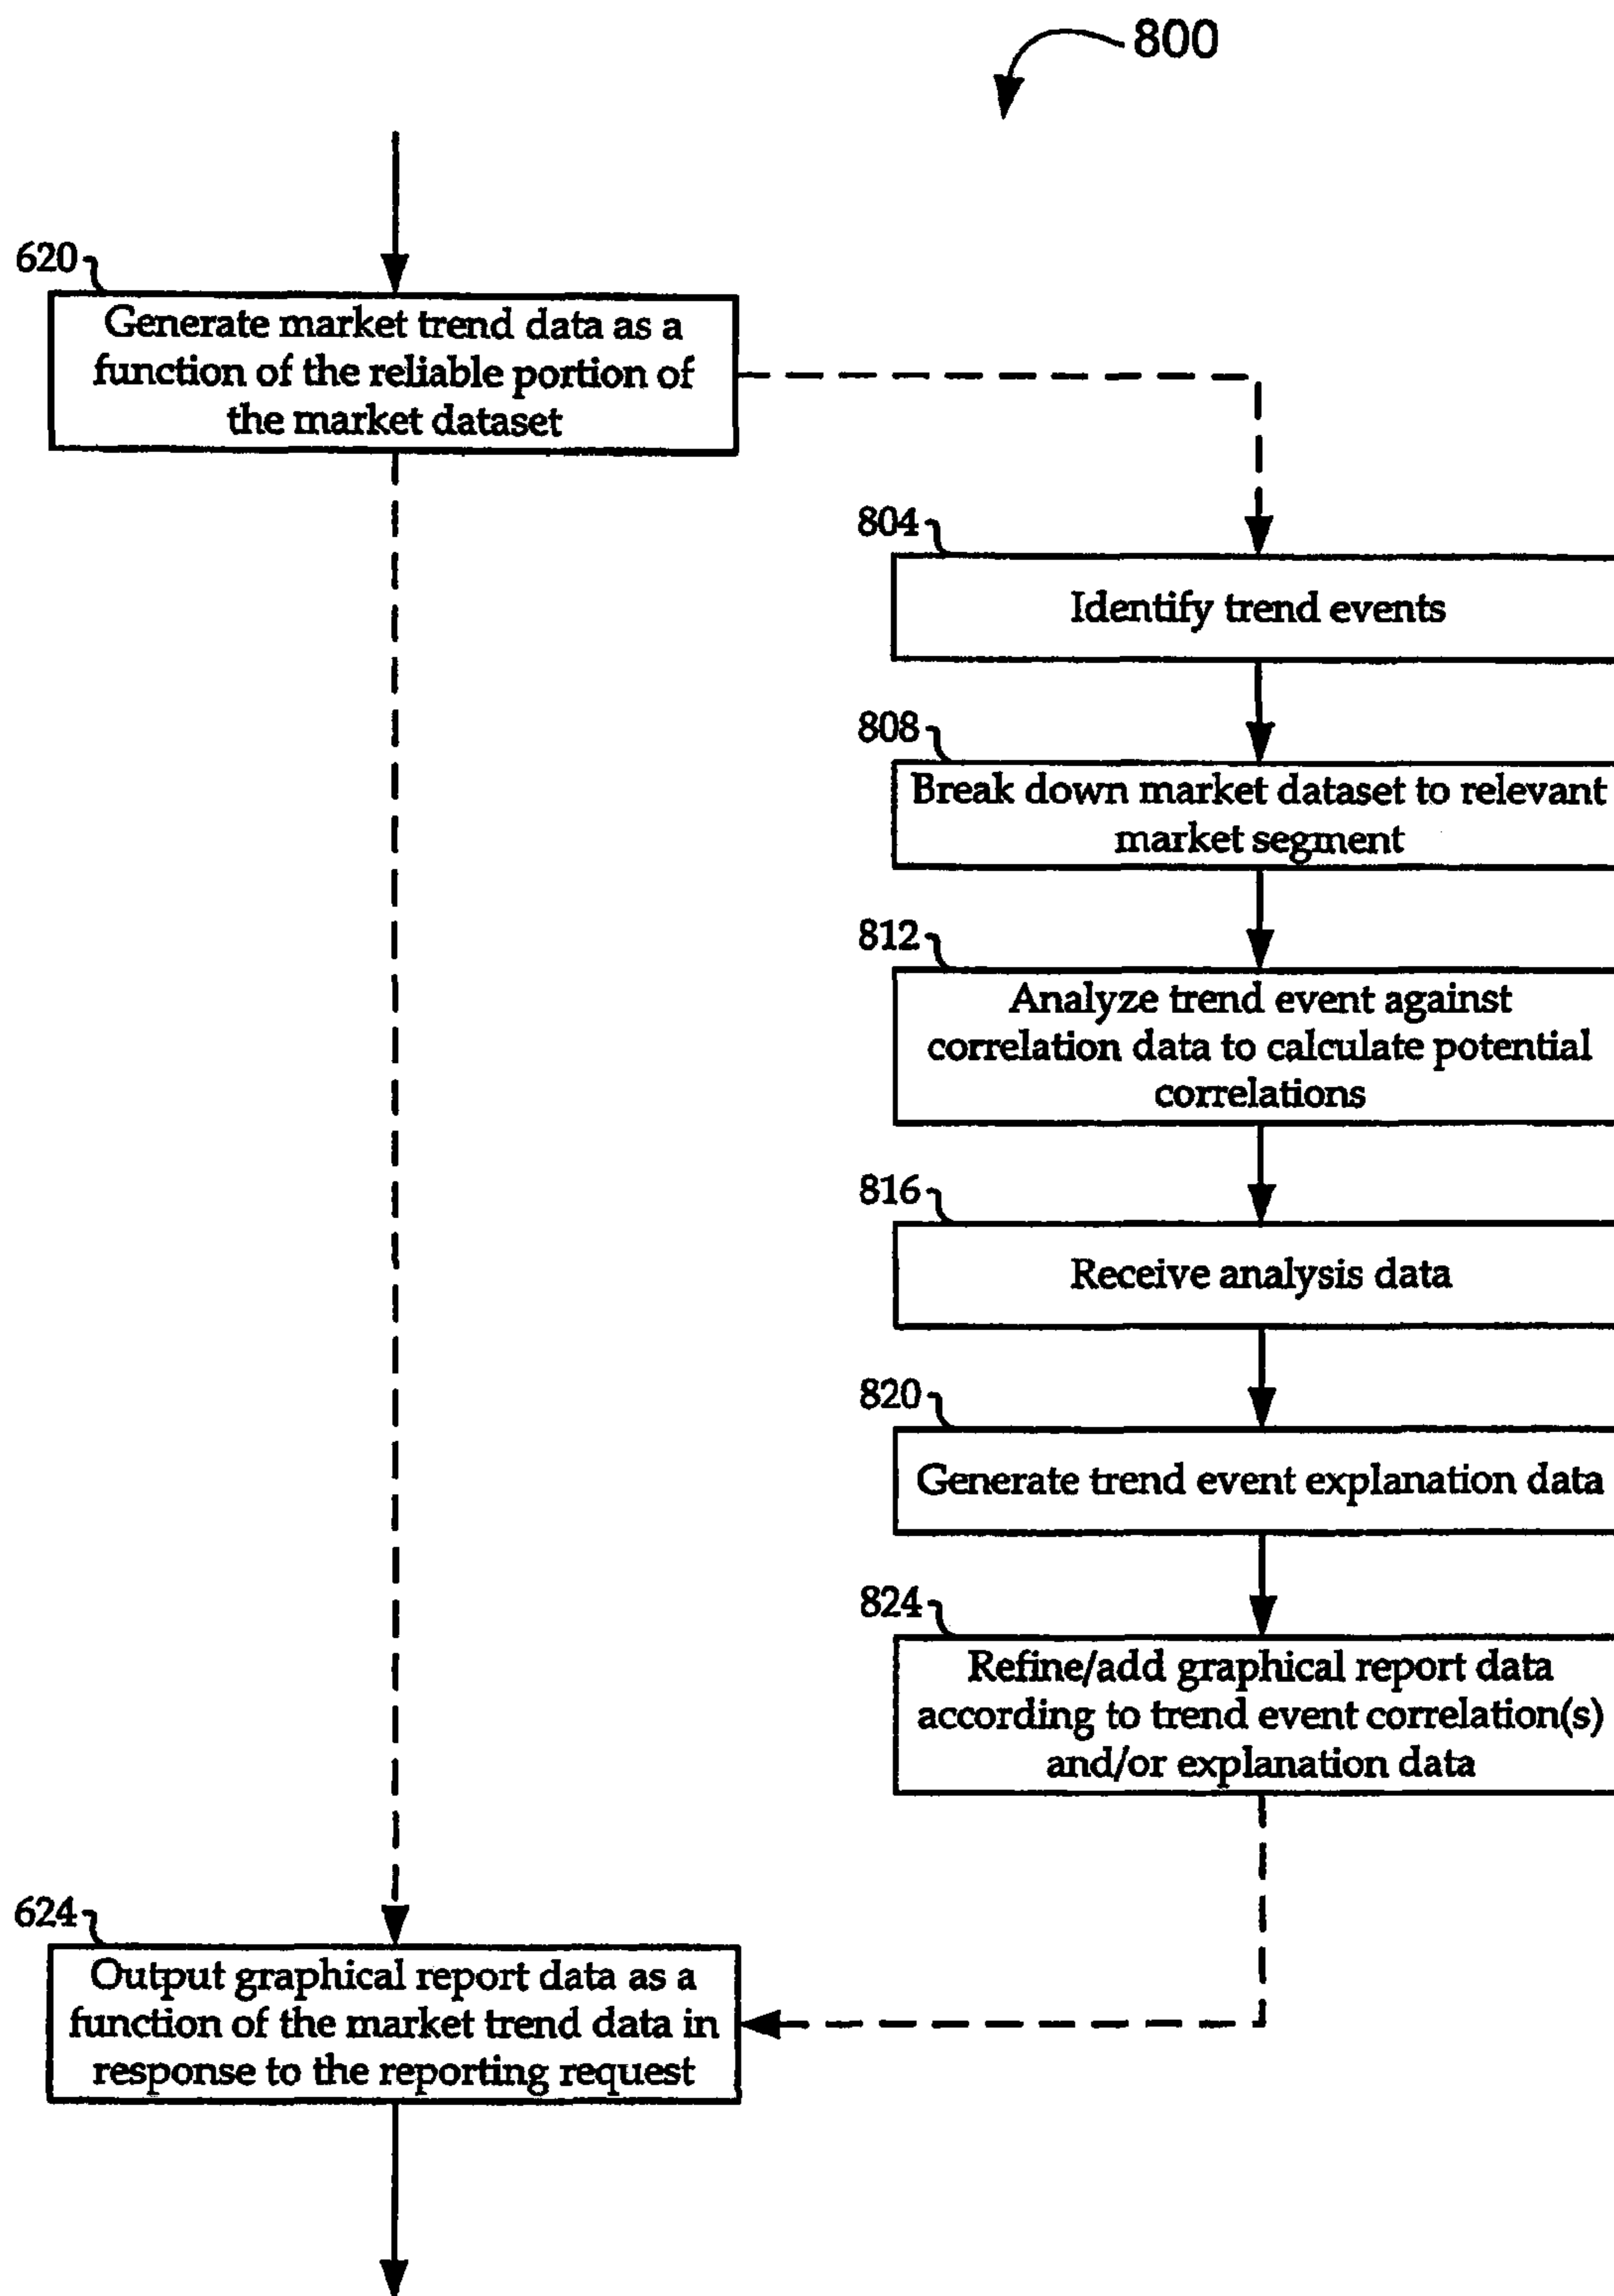 800
620
Generate market trend data as a
function of the reliable portion of
the market dataset
804
Identify trend events
808
Break down market dataset to relevant
market segment
812
Analyze trend event against
correlation data to calculate potential
correlations
816
Receive analysis data
820
Generate trend event explanation data
824
Refine/add graphical report data
according to trend event correlation(s)
and/or explanation data
624
Output graphical report data as a
function of the market trend data in
response to the reporting request